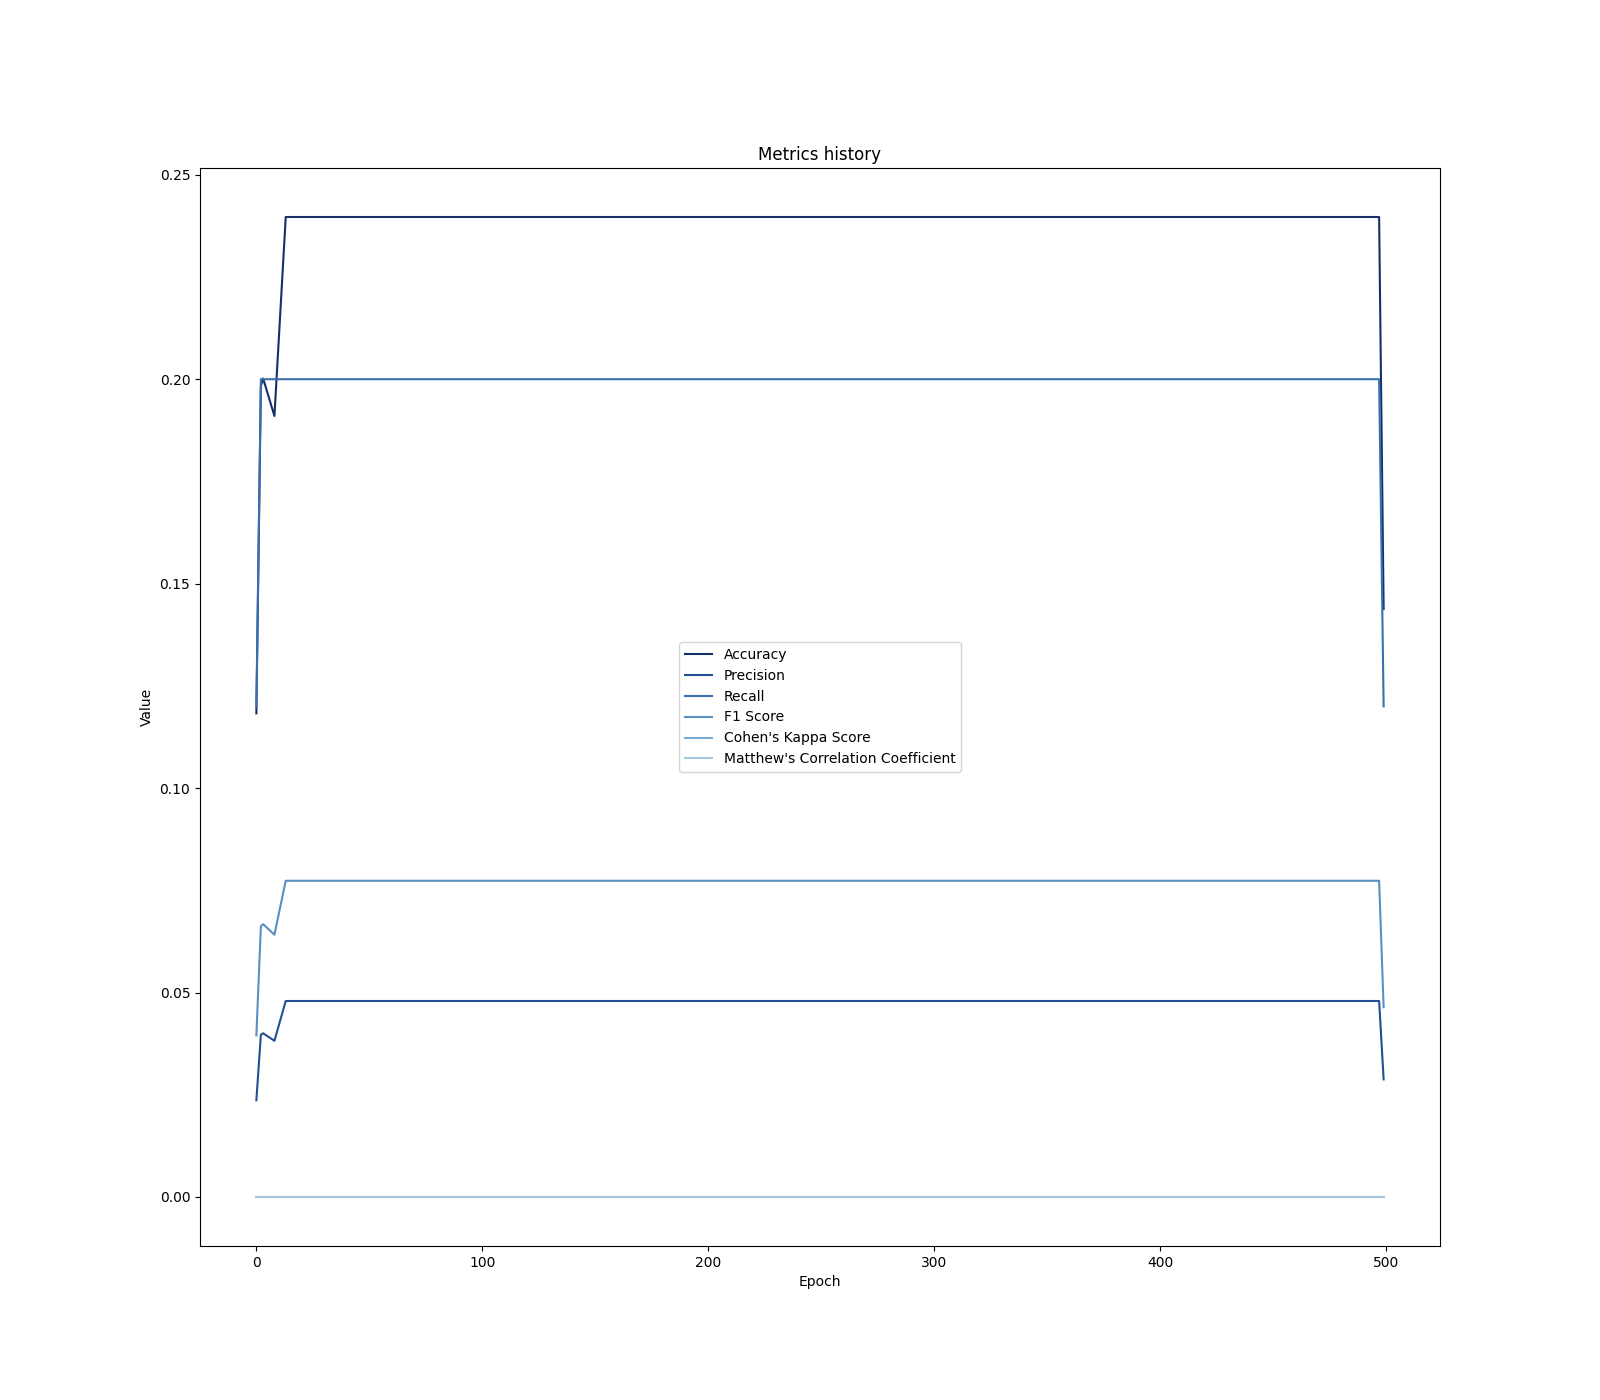 Metrics history
0.25
0.20
0.15
0.10
0.05
0.00
Value
Accuracy
Precision
Recall
F1 Score
Cohen's Kappa Score
Matthew's Correlation Coefficient
0 100 200 300 400 500
Epoch